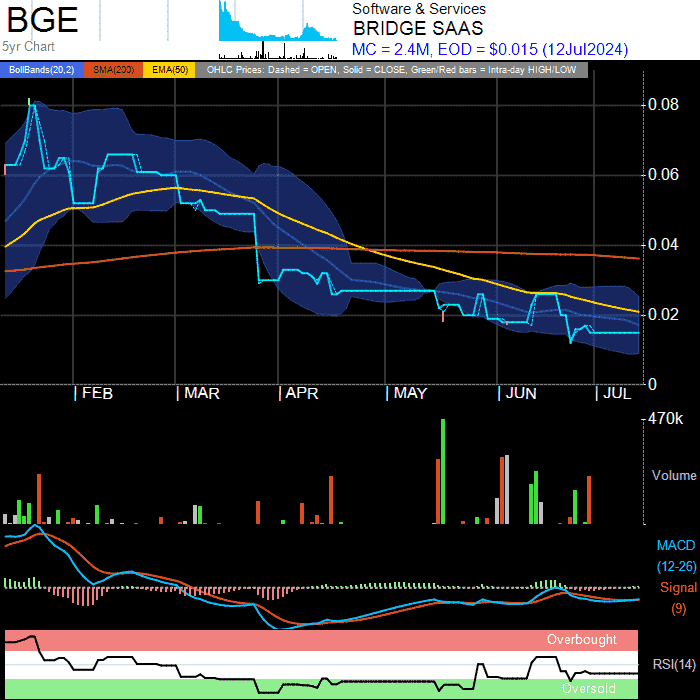 BGE
5yr Chart
Software & Services
BRIDGE SAAS
MC = 2.4M, EOD = $0.015 (12Jul2024)
BollBands(20,2) SMA(200) EMA(50) OHLC Prices: Dashed = OPEN, Solid = CLOSE, Green/Red bars = Intra-day HIGH/LOW
0.08
0.06
0.04
0.02
0
| FEB | MAR | APR | MAY | JUN | JUL
470k
Volume
MACD
(12-26)
Signal
(9)
Overbought
RSI(14)
Oversold